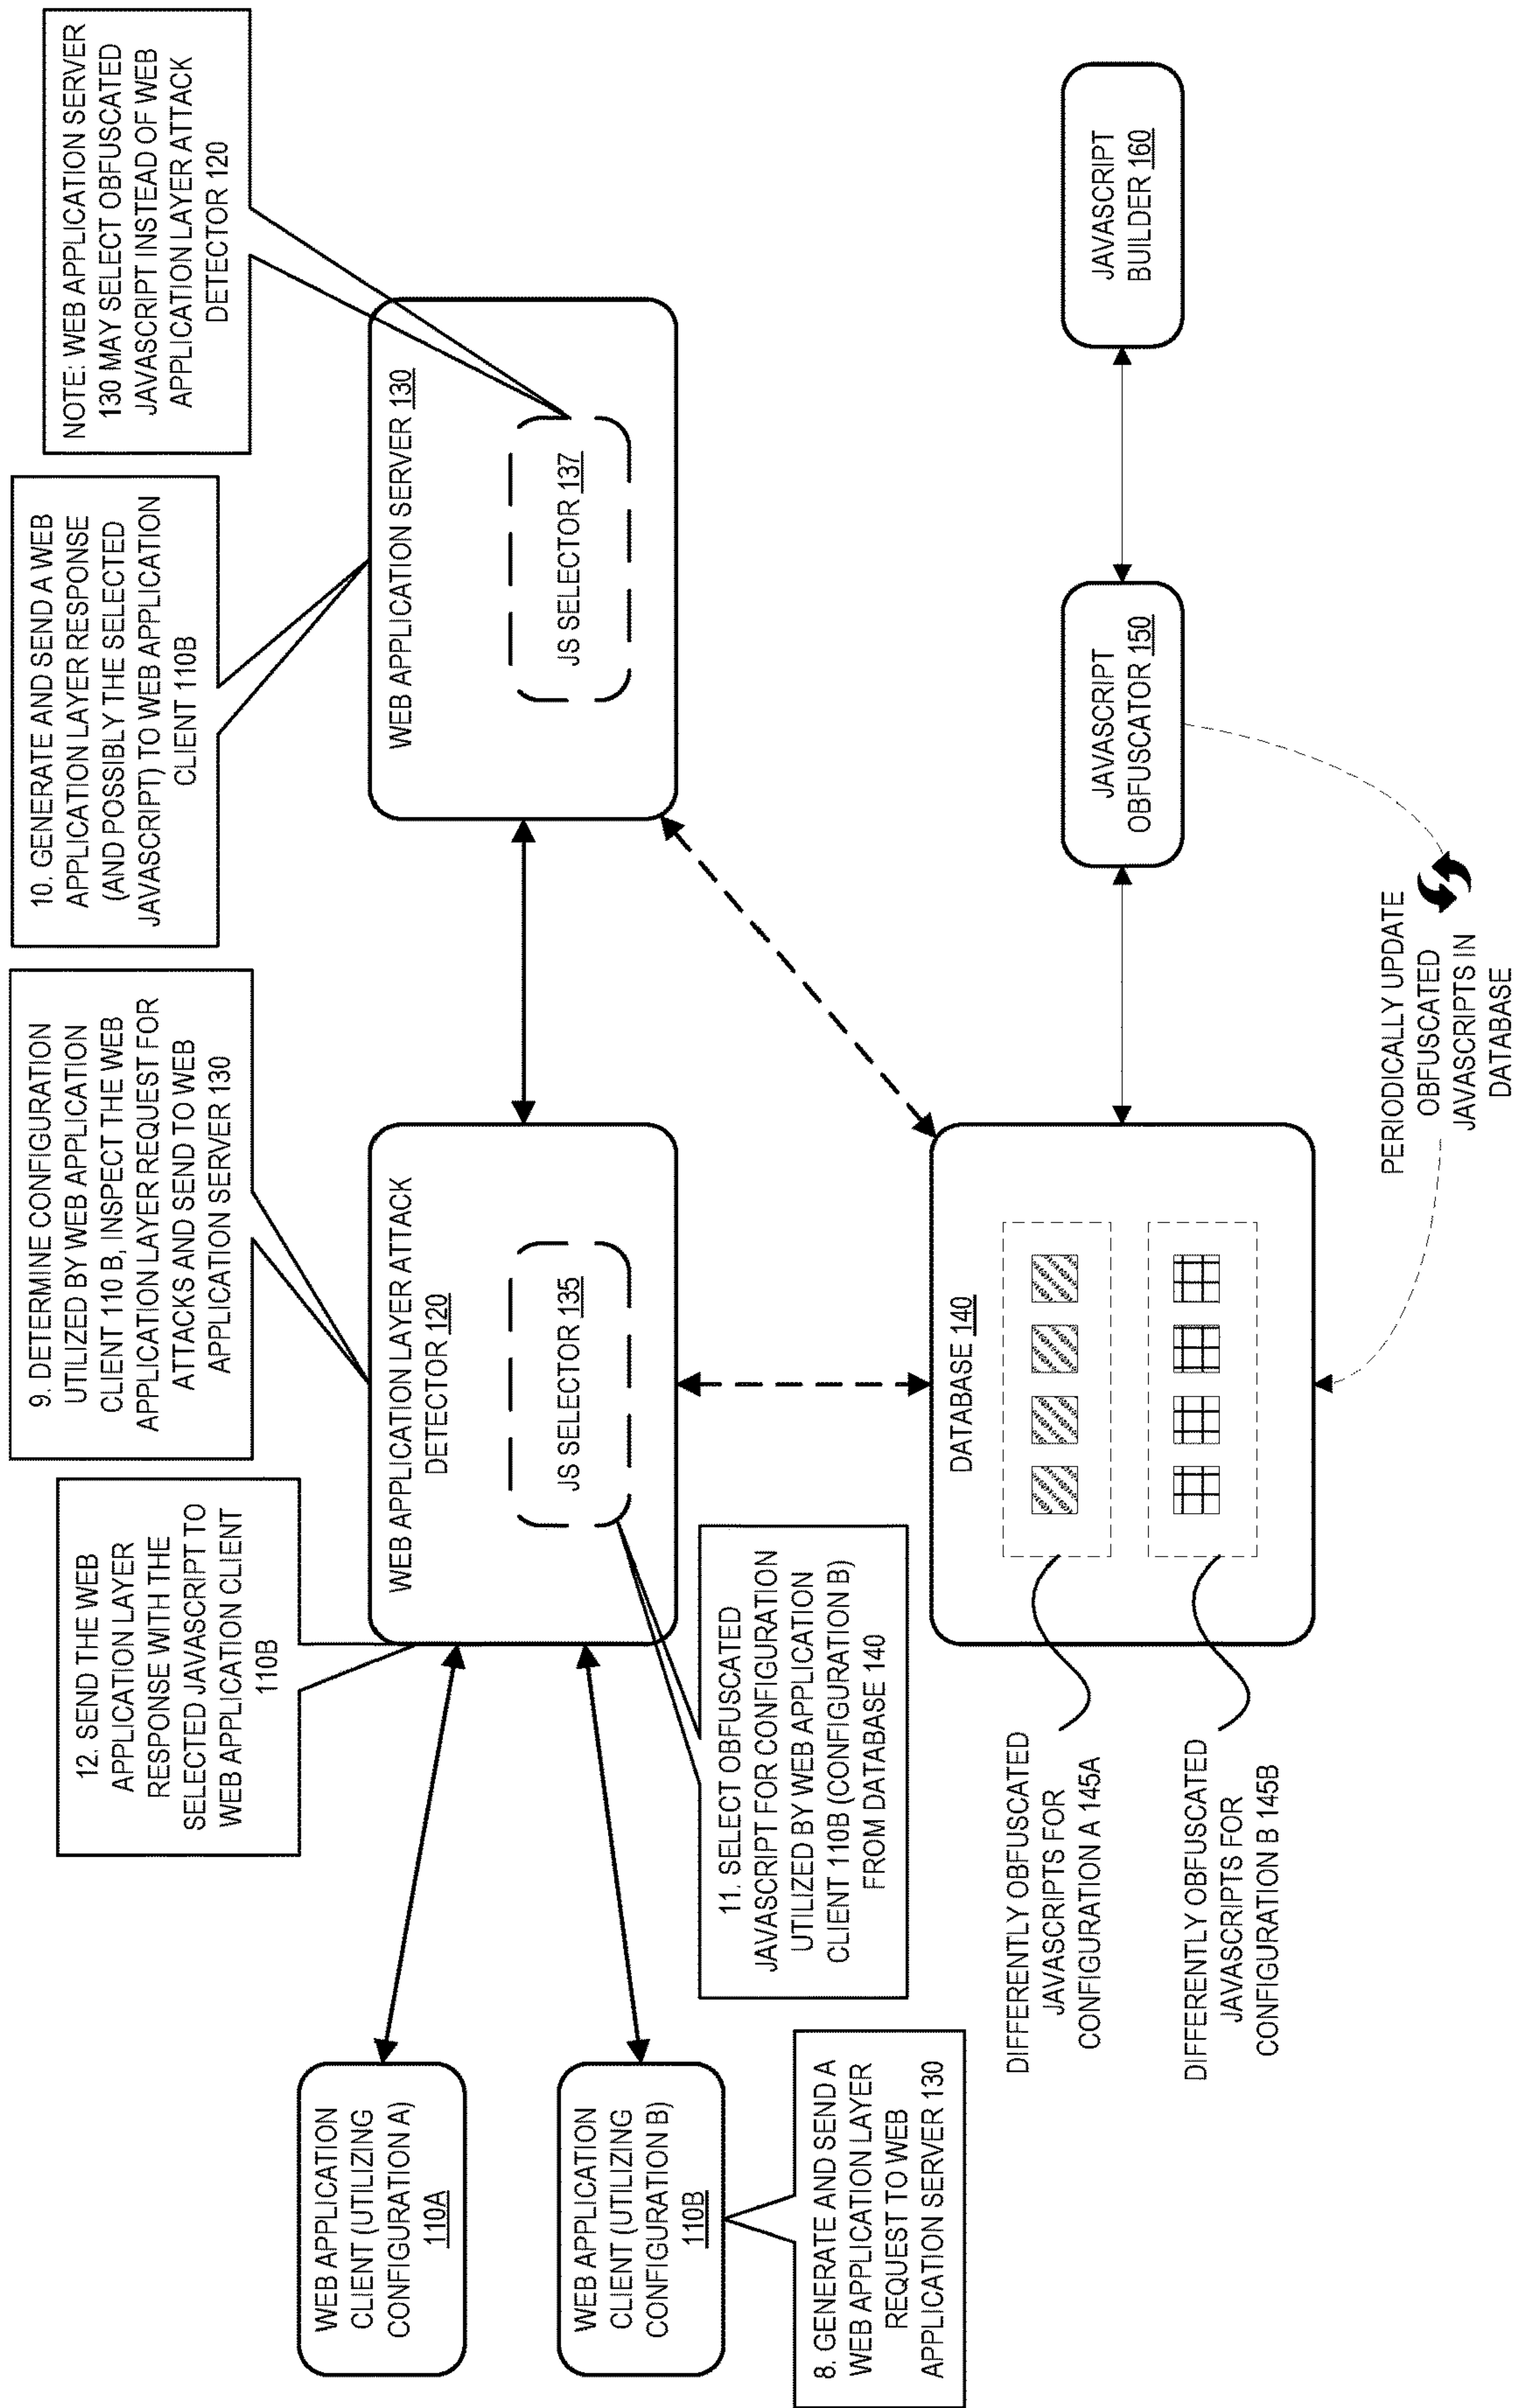 12. SEND THE WEB
APPLICATION LAYER
RESPONSE WITH THE
SELECTED JAVASCRIPT TO
WEB APPLICATION CLIENT
110B
9. DETERMINE CONFIGURATION
UTILIZED BY WEB APPLICATION
CLIENT 110 B, INSPECT THE WEB
APPLICATION LAYER REQUEST FOR
ATTACKS AND SEND TO WEB
APPLICATION SERVER 130
10. GENERATE AND SEND A WEB
APPLICATION LAYER RESPONSE
(AND POSSIBLY THE SELECTED
JAVASCRIPT) TO WEB APPLICATION
CLIENT 110B
NOTE: WEB APPLICATION SERVER
130 MAY SELECT OBFUSCATED
JAVASCRIPT INSTEAD OF WEB
APPLICATION LAYER ATTACK
DETECTOR 120
WEB APPLICATION
CLIENT (UTILIZING
CONFIGURATION A)
110A
WEB APPLICATION
CLIENT (UTILIZING
CONFIGURATION B)
110B
8. GENERATE AND SEND A
WEB APPLICATION LAYER
REQUEST TO WEB
APPLICATION SERVER 130
WEB APPLICATION LAYER ATTACK
DETECTOR 120
JS SELECTOR 135
WEB APPLICATION SERVER 130
JS SELECTOR 137
11. SELECT OBFUSCATED
JAVASCRIPT FOR CONFIGURATION
UTILIZED BY WEB APPLICATION
CLIENT 110B (CONFIGURATION B)
FROM DATABASE 140
DATABASE 140
DIFFERENTLY OBFUSCATED
JAVASCRIPTS FOR
CONFIGURATION A 145A
DIFFERENTLY OBFUSCATED
JAVASCRIPTS FOR
CONFIGURATION B 145B
JAVASCRIPT
OBFUSCATOR 150
JAVASCRIPT
BUILDER 160
PERIODICALLY UPDATE
OBFUSCATED
JAVASCRIPTS IN
DATABASE